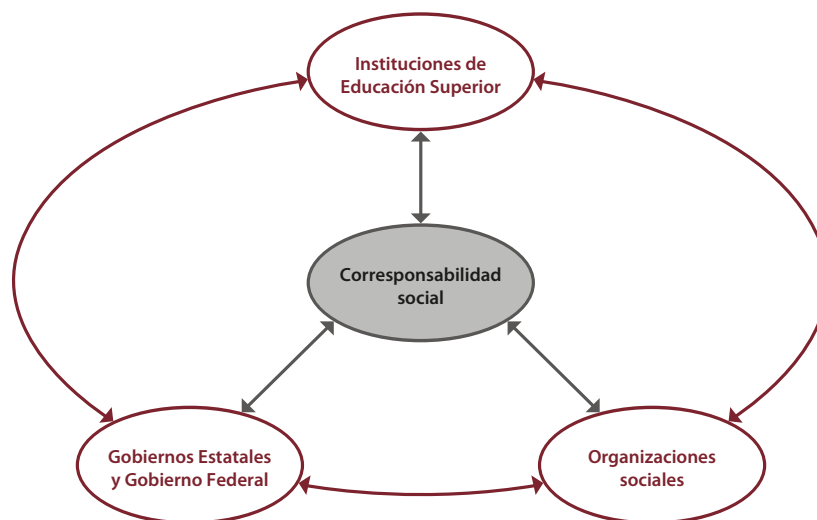 Instituciones de
Educación Superior
Corresponsabilidad
social
Gobiernos Estatales
y Gobierno Federal
Organizaciones
sociales